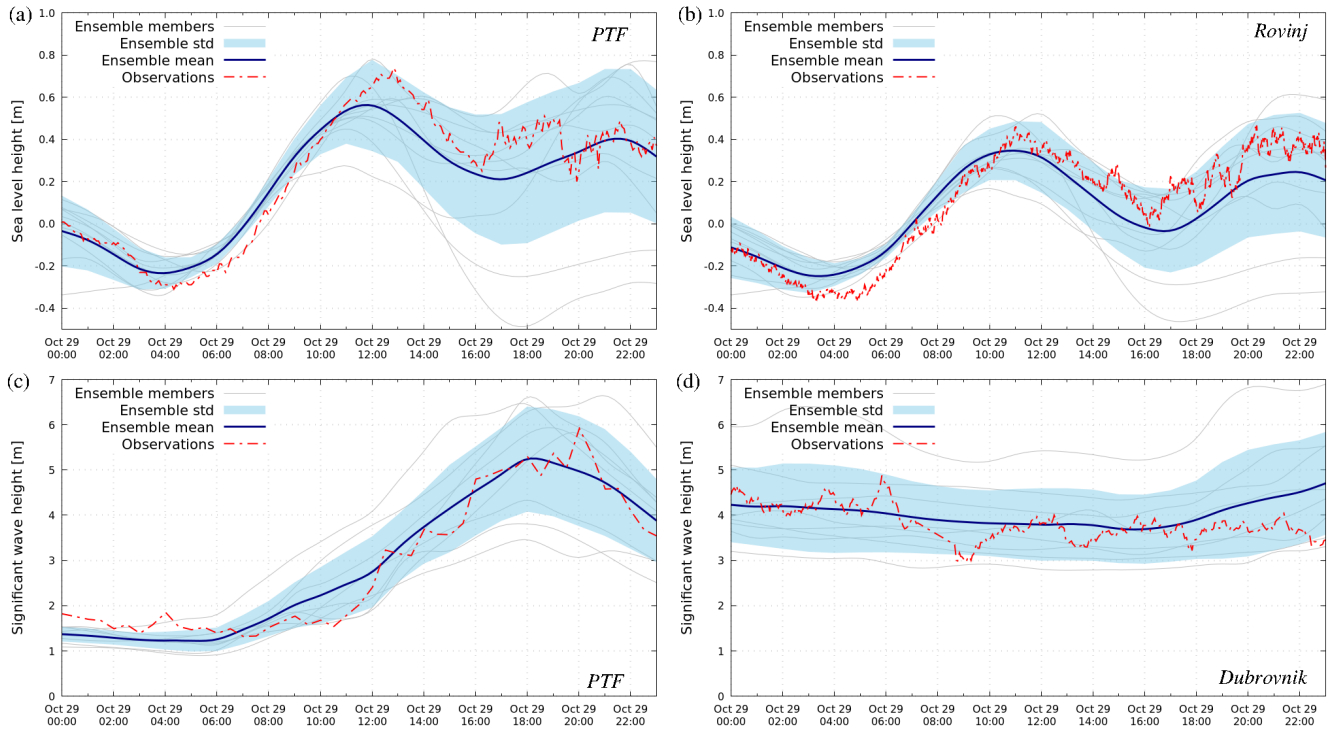 (a)
Ensemble members
Ensemble std
Ensemble mean
Observations
PTF
Sea level height [m]
1.0
0.8
0.6
0.4
0.2
0.0
-0.2
-0.4
Oct 29 Oct 29 Oct 29 Oct 29 Oct 29 Oct 29 Oct 29 Oct 29 Oct 29 Oct 29 Oct 29 Oct 29
00:00 02:00 04:00 06:00 08:00 10:00 12:00 14:00 16:00 18:00 20:00 22:00
(b)
Ensemble members
Ensemble std
Ensemble mean
Observations
Rovinj
Sea level height [m]
1.0
0.8
0.6
0.4
0.2
0.0
-0.2
-0.4
Oct 29 Oct 29 Oct 29 Oct 29 Oct 29 Oct 29 Oct 29 Oct 29 Oct 29 Oct 29 Oct 29 Oct 29
00:00 02:00 04:00 06:00 08:00 10:00 12:00 14:00 16:00 18:00 20:00 22:00
(c)
Ensemble members
Ensemble std
Ensemble mean
Observations
Significant wave height [m]
7
6
5
4
3
2
1
0
PTF
Oct 29 Oct 29 Oct 29 Oct 29 Oct 29 Oct 29 Oct 29 Oct 29 Oct 29 Oct 29 Oct 29 Oct 29
00:00 02:00 04:00 06:00 08:00 10:00 12:00 14:00 16:00 18:00 20:00 22:00
(d)
Ensemble members
Ensemble std
Ensemble mean
Observations
Significant wave height [m]
7
6
5
4
3
2
1
0
Dubrovnik
Oct 29 Oct 29 Oct 29 Oct 29 Oct 29 Oct 29 Oct 29 Oct 29 Oct 29 Oct 29 Oct 29 Oct 29
00:00 02:00 04:00 06:00 08:00 10:00 12:00 14:00 16:00 18:00 20:00 22:00